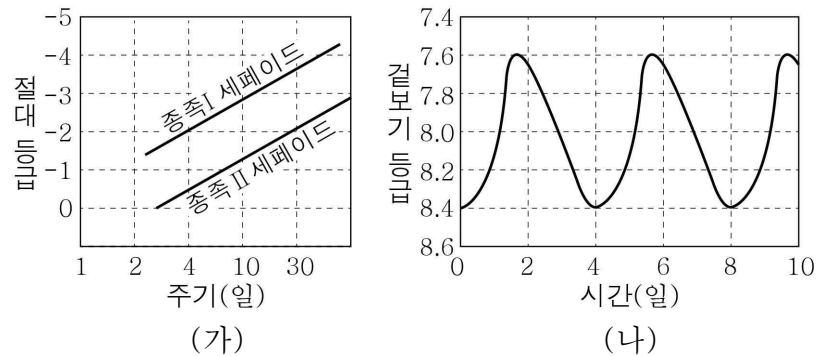 -5
-4
-3
-2
-1
0
절대 등급
종족Ⅰ 세페이드
종족Ⅱ 세페이드
1 2 4 10 30
주기(일)
(가)
7.4
7.6
7.8
8.0
8.2
8.4
8.6
겉보기 등급
0 2 4 6 8 10
시간(일)
(나)